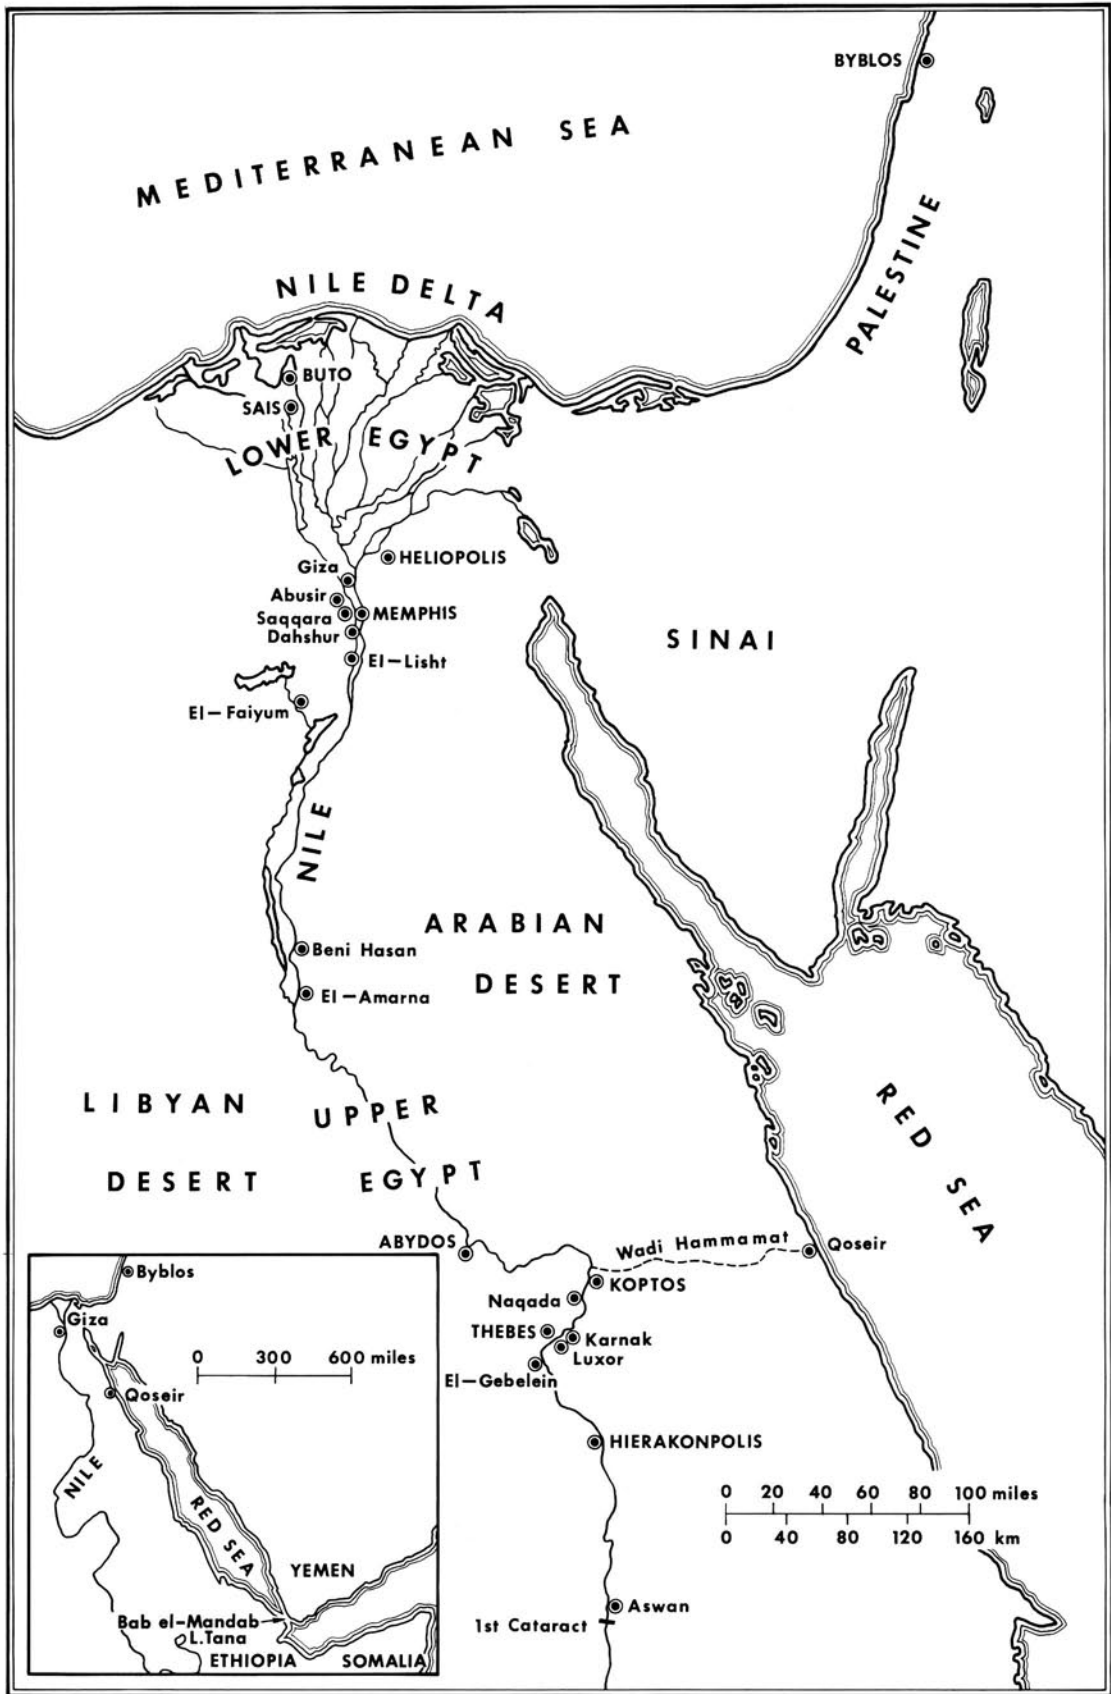 BYBLOS
MEDITERRANEAN SEA
PALESTINE
NILE DELTA
BUTO
SAIS
LOWER EGYPT
HELIOPOLIS
Giza
Abusir
Saqqara
MEMPHIS
Dahshur
El-Lisht
SINAI
El-Faiyum
NILE
ARABIAN
DESERT
Beni Hasan
El-Amarna
LIBYAN
DESERT
UPPER
EGYPT
RED SEA
ABYDOS
Wadi Hammamat
Qoseir
KOPTOS
Naqada
THEBES
Karnak
Luxor
El-Gebelein
HIERAKONPOLIS
0 20 40 60 80 100 miles
0 40 80 120 160 km
Aswan
1st Cataract
Byblos
Giza
0 300 600 miles
Qoseir
NILE
RED SEA
YEMEN
Bab el-Mandab
L.Tana
ETHIOPIA
SOMALIA